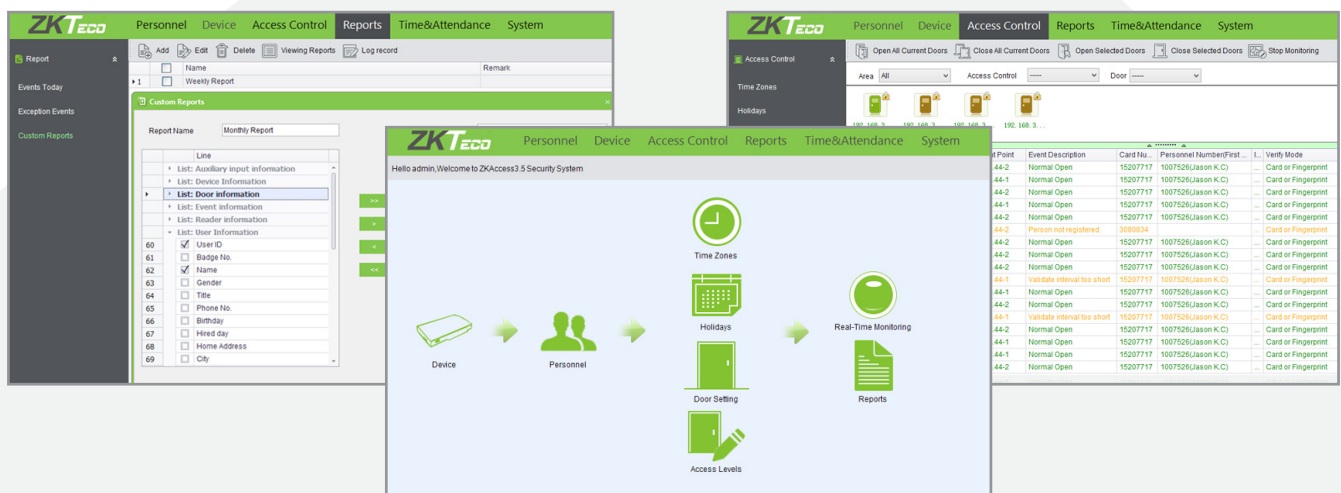 ZKTeco
Personnel Device Access Control Reports Time&Attendance System
Report
Add Edit Delete Viewing Reports Log record
Name Remark
1 Weekly Report
Events Today
Exception Events
Custom Reports
Custom Reports
Report Name Monthly Report
Line
List: Auxiliary input information
List: Device Information
List: Door information
List: Event information
List: Reader information
List: User Information
60 User ID
61 Badge No.
62 Name
63 Gender
64 Title
65 Phone No.
66 Birthday
67 Hired day
68 Home Address
69 City
>>
>
<
<<
ZKTeco
Personnel Device Access Control Reports Time&Attendance System
Hello admin,Welcome to ZKAccess3.5 Security System
Time Zones
Holidays
Real-Time Monitoring
Device
Personnel
Door Setting
Reports
Access Levels
ZKTeco
Personnel Device Access Control Reports Time&Attendance System
Access Control
Open All Current Doors Close All Current Doors Open Selected Doors Close Selected Doors Stop Monitoring
Area All Access Control ----- Door -----
Time Zones
Holidays
192.168.3... 192.168.3... 192.168.3... 192.168.3...
Point Event Description Card Nu... Personnel Number(First ... I... Verify Mode
.44-2 Normal Open 15207717 1007526(Jason K.C) ... Card or Fingerprint
.44-1 Normal Open 15207717 1007526(Jason K.C) ... Card or Fingerprint
.44-2 Normal Open 15207717 1007526(Jason K.C) ... Card or Fingerprint
.44-1 Normal Open 15207717 1007526(Jason K.C) ... Card or Fingerprint
.44-2 Normal Open 15207717 1007526(Jason K.C) ... Card or Fingerprint
.44-2 Person not registered 3080834 ... Card or Fingerprint
.44-2 Normal Open 15207717 1007526(Jason K.C) ... Card or Fingerprint
.44-2 Normal Open 15207717 1007526(Jason K.C) ... Card or Fingerprint
.44-2 Normal Open 15207717 1007526(Jason K.C) ... Card or Fingerprint
.44-1 Validate interval too short 15207717 1007526(Jason K.C) ... Card or Fingerprint
.44-1 Normal Open 15207717 1007526(Jason K.C) ... Card or Fingerprint
.44-2 Normal Open 15207717 1007526(Jason K.C) ... Card or Fingerprint
.44-1 Validate interval too short 15207717 1007526(Jason K.C) ... Card or Fingerprint
.44-2 Normal Open 15207717 1007526(Jason K.C) ... Card or Fingerprint
.44-1 Normal Open 15207717 1007526(Jason K.C) ... Card or Fingerprint
.44-1 Normal Open 15207717 1007526(Jason K.C) ... Card or Fingerprint
.44-2 Normal Open 15207717 1007526(Jason K.C) ... Card or Fingerprint